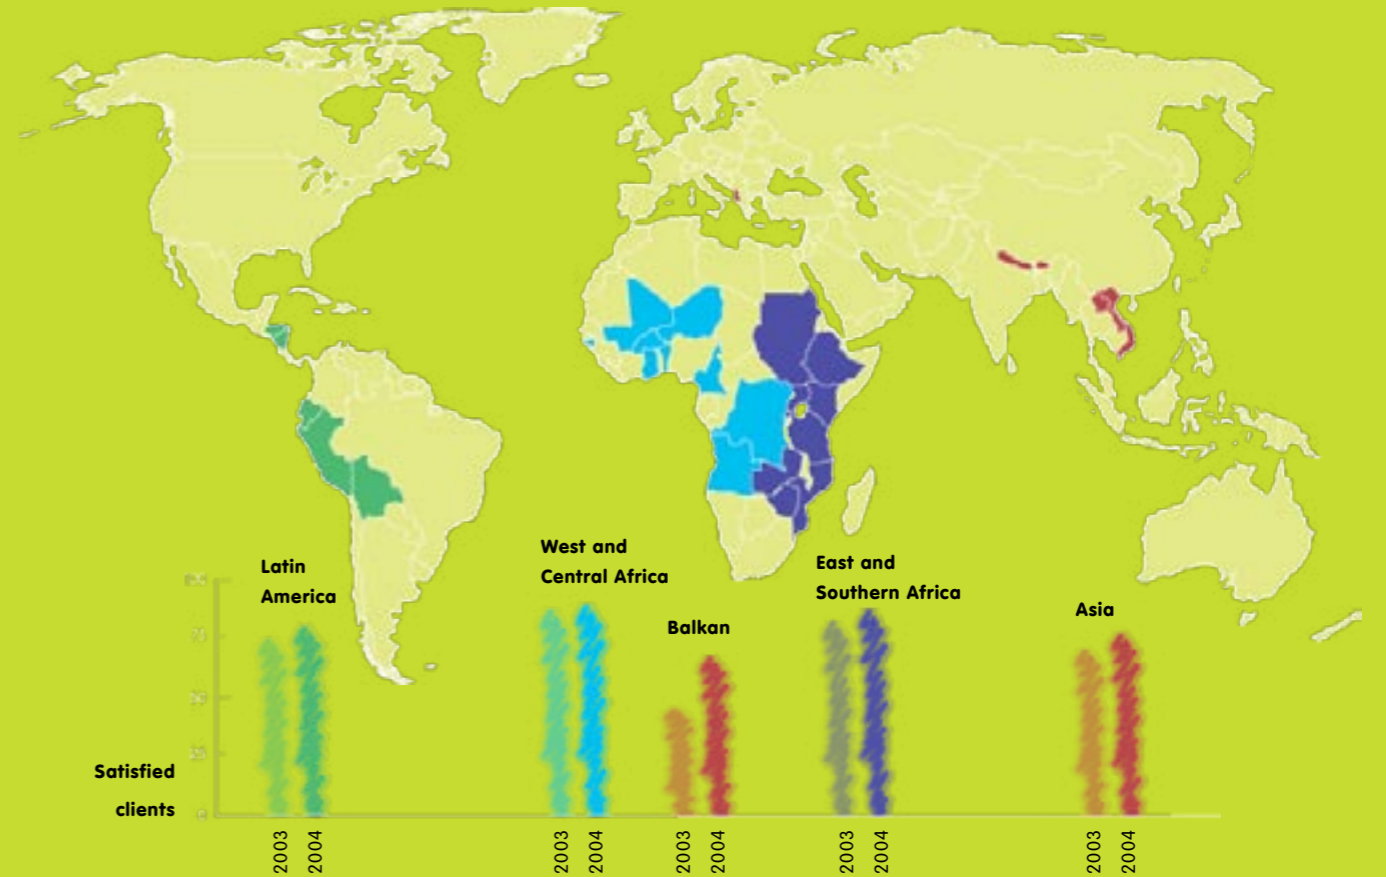 Latin
America
West and
Central Africa
Balkan
East and
Southern Africa
Asia
Satisfied
clients
2003
2004
2003
2004
2003
2004
2003
2004
2003
2004